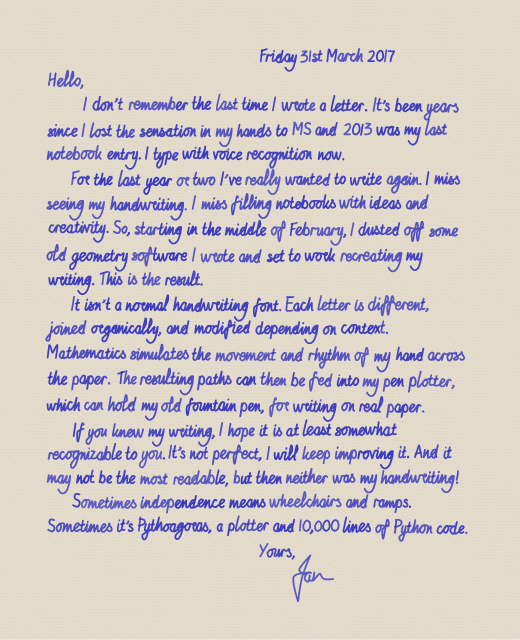 Friday 31st March 2017
Hello,
I don't remember the last time I wrote a letter. It's been years
since I lost the sensation in my hands to MS and 2013 was my last
notebook entry. I type with voice recognition now.
For the last year or two I've really wanted to write again. I miss
seeing my handwriting. I miss filling notebooks with ideas and
creativity. So, starting in the middle of February, I dusted off some
old geometry software I wrote and set to work recreating my
writing. This is the result.
It isn't a normal handwriting font. Each letter is different,
joined organically, and modified depending on context.
Mathematics simulates the movement and rhythm of my hand across
the paper. The resulting paths can then be fed into my pen plotter,
which can hold my old fountain pen, for writing on real paper.
If you knew my writing, I hope it is at least somewhat
recognizable to you. It's not perfect, I will keep improving it. And it
may not be the most readable, but then neither was my handwriting!
Sometimes independence means wheelchairs and ramps.
Sometimes it's Pythagoras, a plotter and 10,000 lines of Python code.
Yours,
Jan